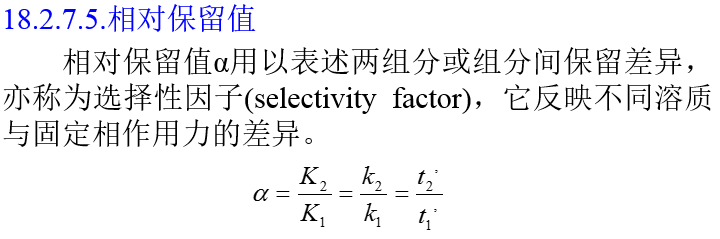 18.2.7.5.相对保留值
相对保留值α用以表述两组分或组分间保留差异，
亦称为选择性因子(selectivity factor)，它反映不同溶质
与固定相作用力的差异。
α = K₂/K₁ = k₂/k₁ = t₂'/t₁'